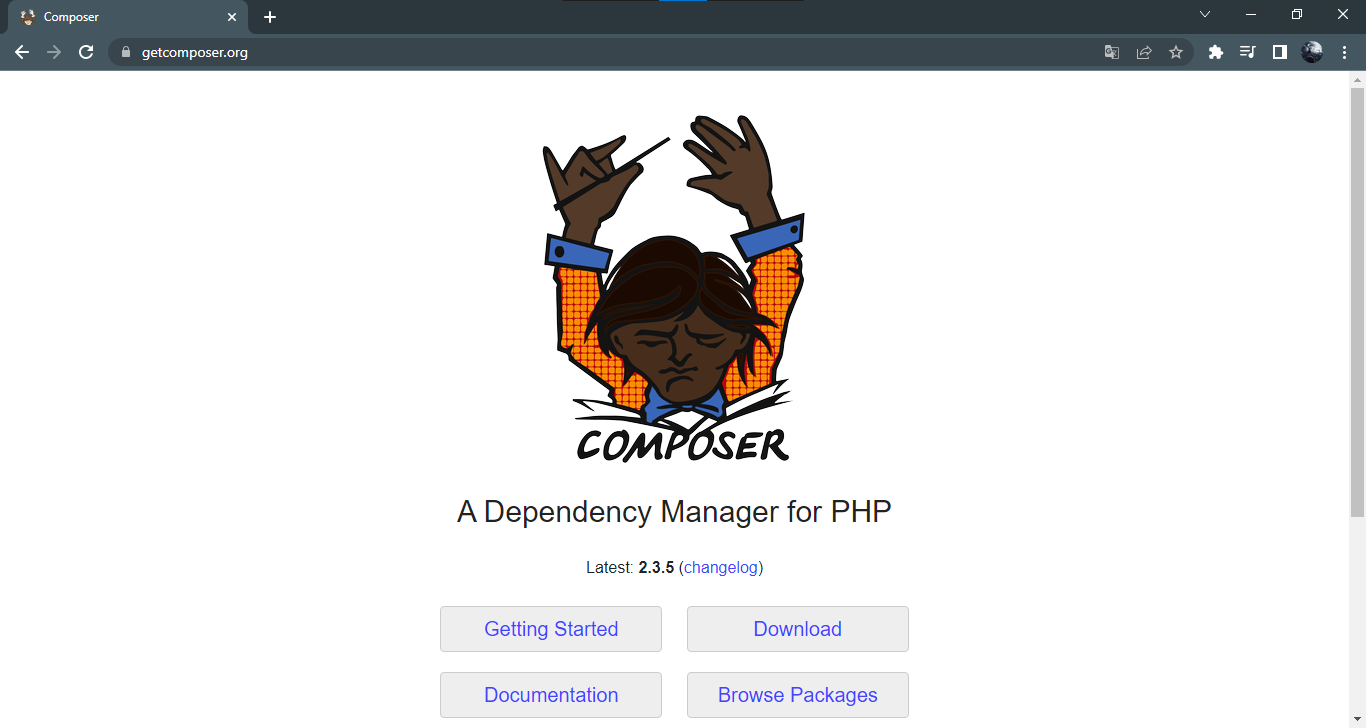 Composer
getcomposer.org
COMPOSER
A Dependency Manager for PHP
Latest: 2.3.5 (changelog)
Getting Started
Download
Documentation
Browse Packages